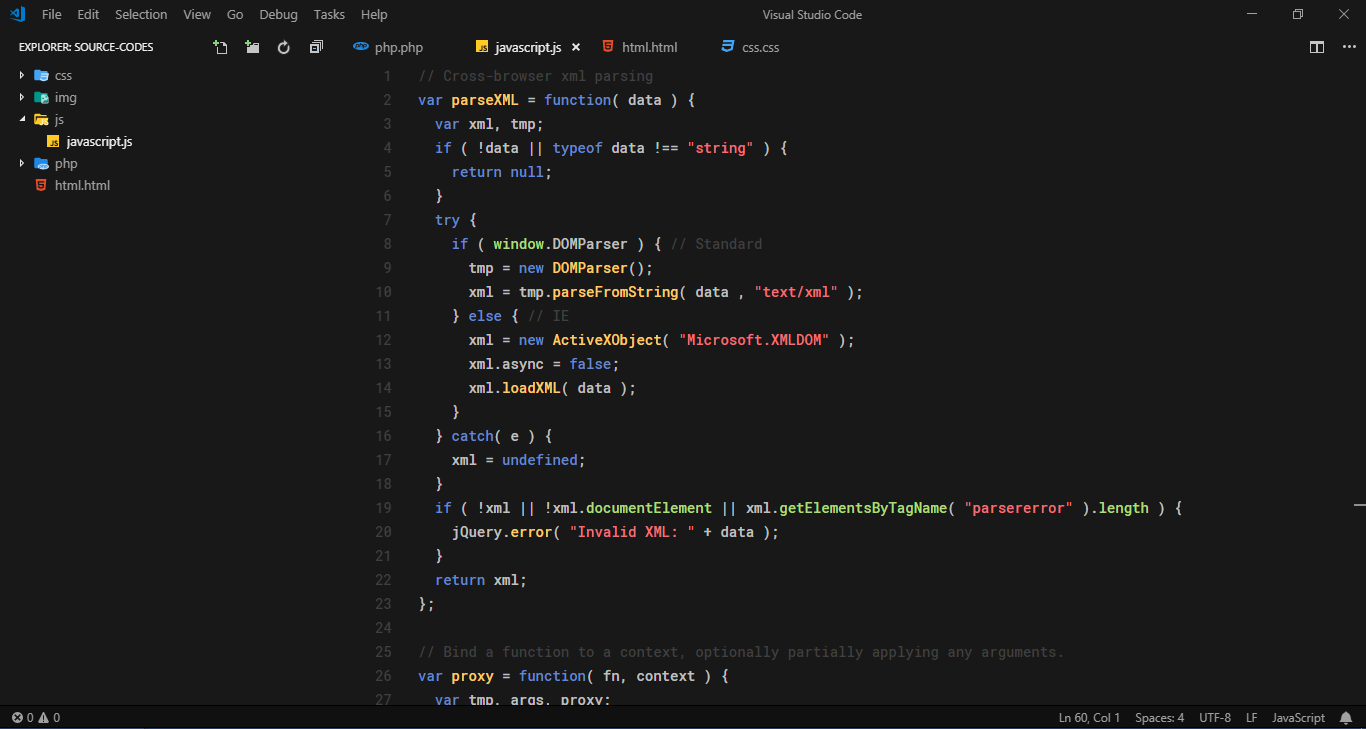 File Edit Selection View Go Debug Tasks Help Visual Studio Code
EXPLORER: SOURCE-CODES
css
img
js
javascript.js
php
html.html
php.php javascript.js html.html css.css
1 // Cross-browser xml parsing
2 var parseXML = function( data ) {
3 var xml, tmp;
4 if ( !data || typeof data !== "string" ) {
5 return null;
6 }
7 try {
8 if ( window.DOMParser ) { // Standard
9 tmp = new DOMParser();
10 xml = tmp.parseFromString( data , "text/xml" );
11 } else { // IE
12 xml = new ActiveXObject( "Microsoft.XMLDOM" );
13 xml.async = false;
14 xml.loadXML( data );
15 }
16 } catch( e ) {
17 xml = undefined;
18 }
19 if ( !xml || !xml.documentElement || xml.getElementsByTagName( "parsererror" ).length ) {
20 jQuery.error( "Invalid XML: " + data );
21 }
22 return xml;
23 };
24
25 // Bind a function to a context, optionally partially applying any arguments.
26 var proxy = function( fn, context ) {
27 var tmp, args, proxy;
0 0 Ln 60, Col 1 Spaces: 4 UTF-8 LF JavaScript